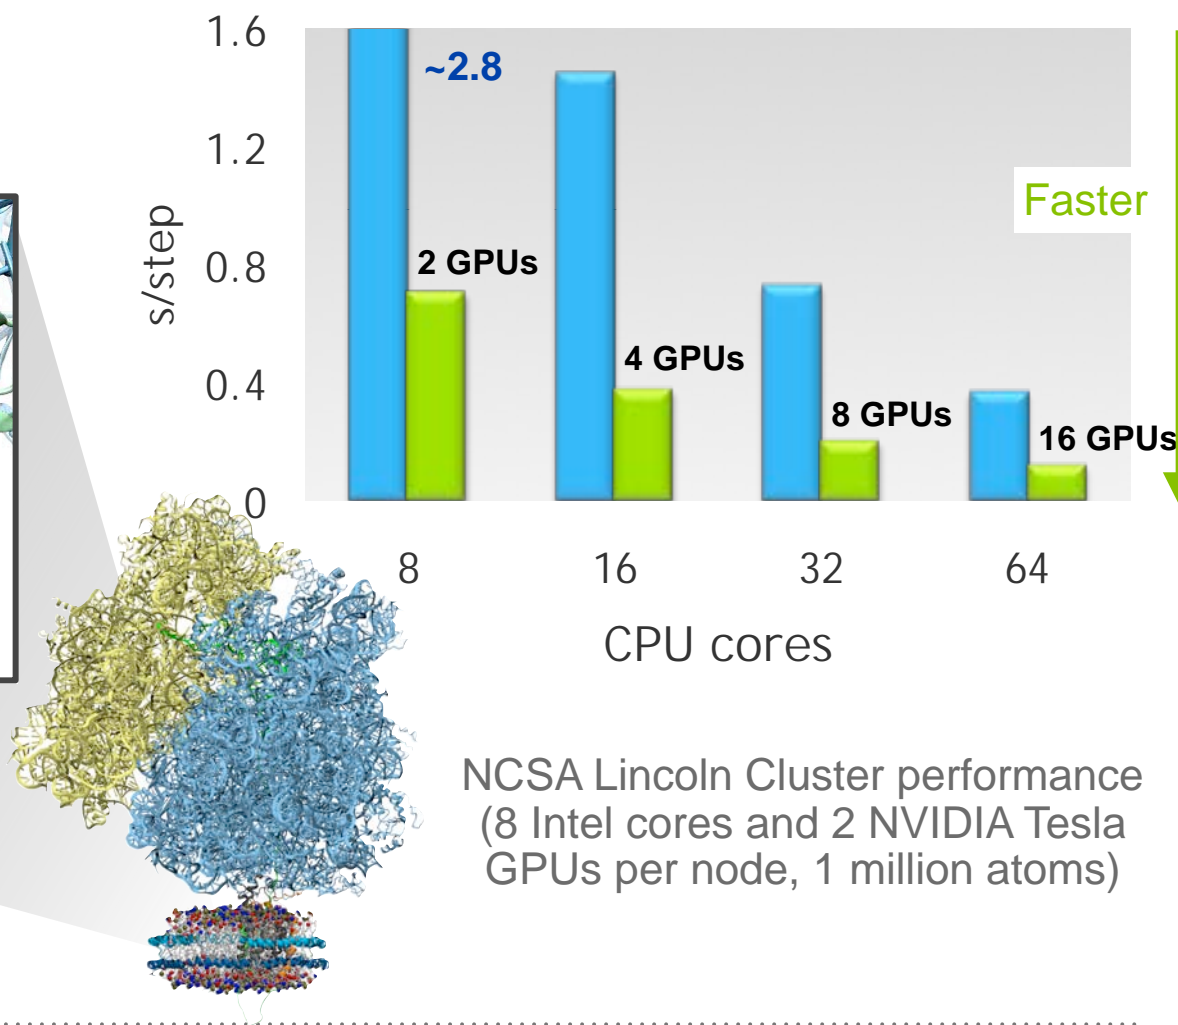 1.6
~2.8
1.2
Faster
s/step
2 GPUs
0.8
4 GPUs
0.4
8 GPUs
16 GPUs
0
8 16 32 64
CPU cores
NCSA Lincoln Cluster performance
(8 Intel cores and 2 NVIDIA Tesla
GPUs per node, 1 million atoms)